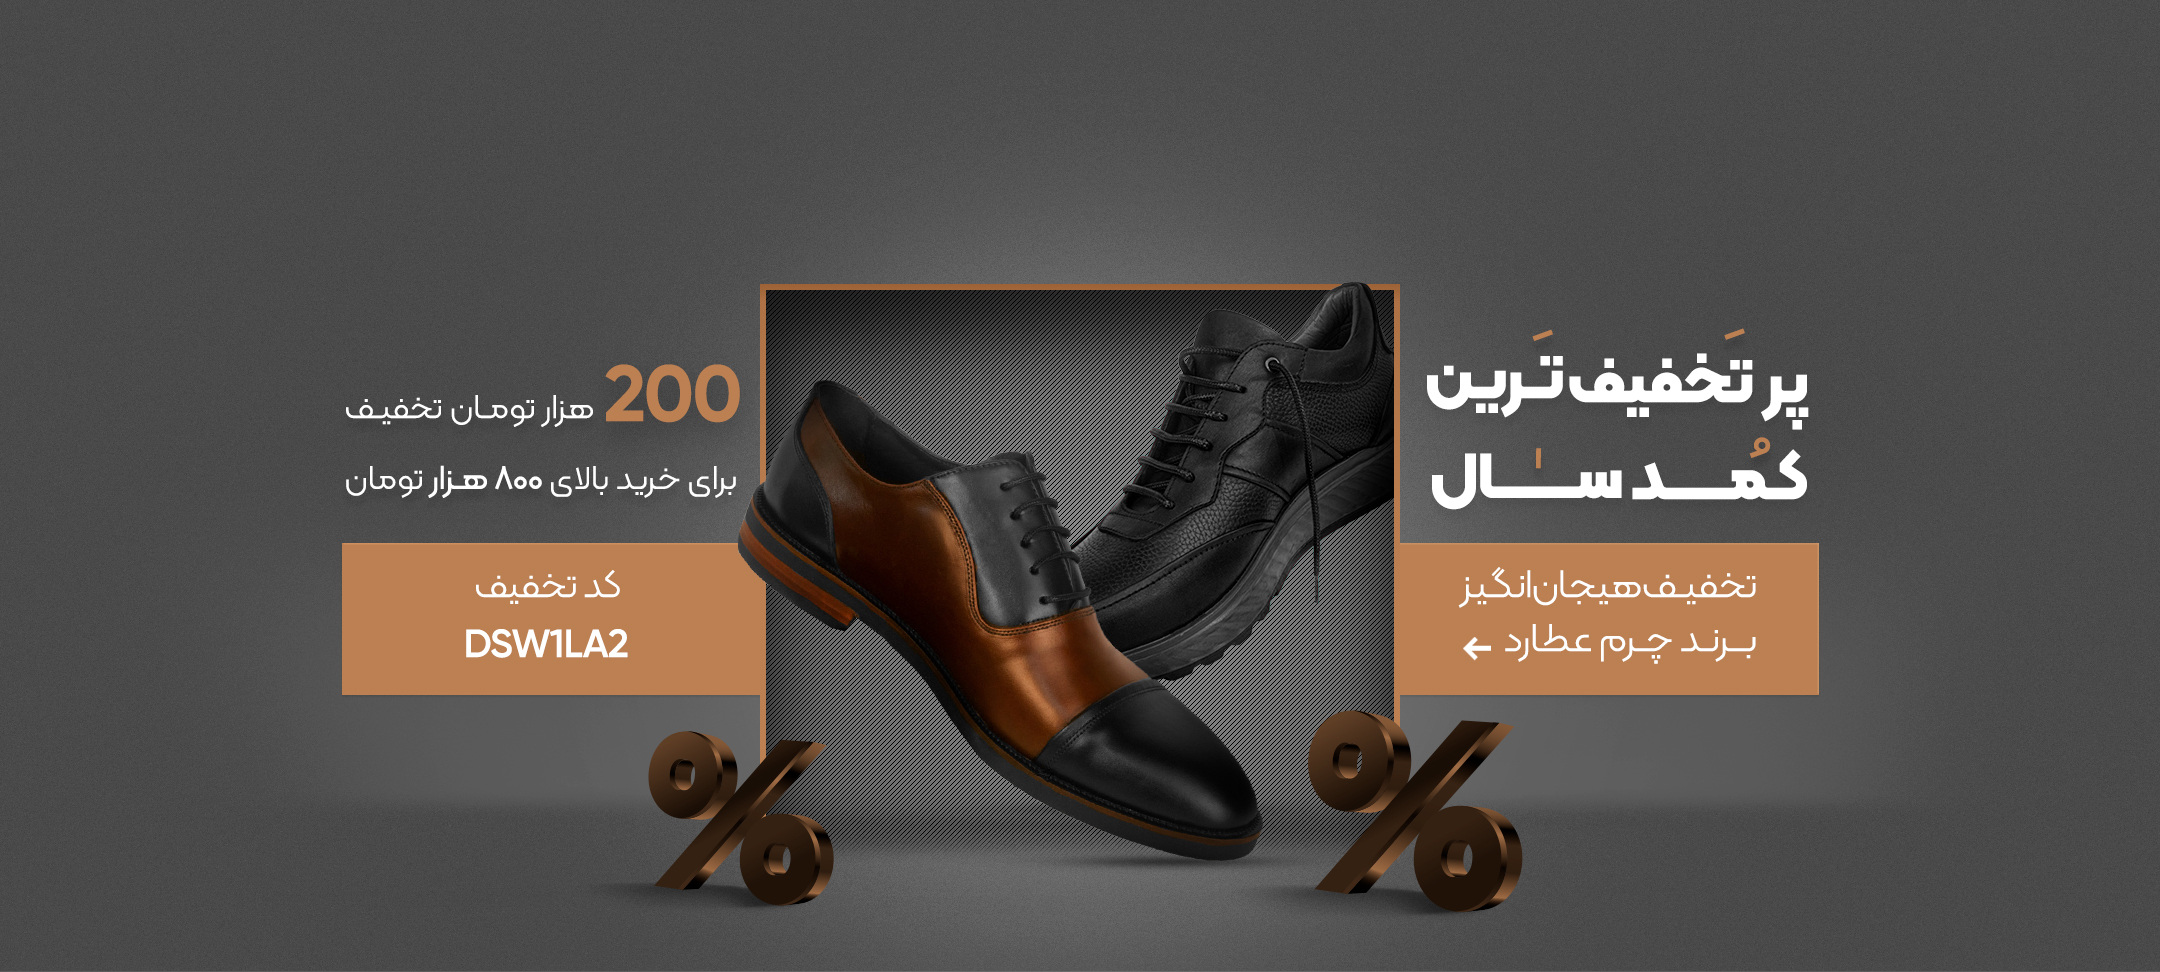 پر تَخفیف‌تَرین
کمُد سال
تخفیف‌هیجان‌انگیز
برند چرم عطارد ←
200 هزار تومان تخفیف
برای خرید بالای ۸۰۰ هزار تومان
کد تخفیف
DSW1LA2